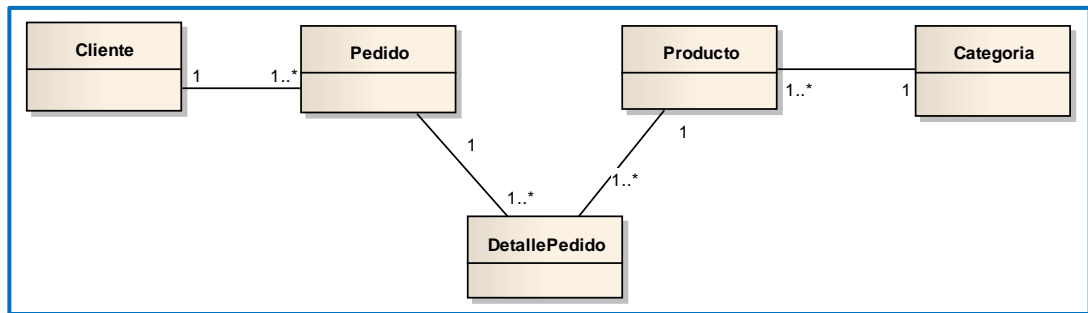 Cliente
Pedido
Producto
Categoria
1
1..*
1..*
1
1
1
1..*
1..*
DetallePedido